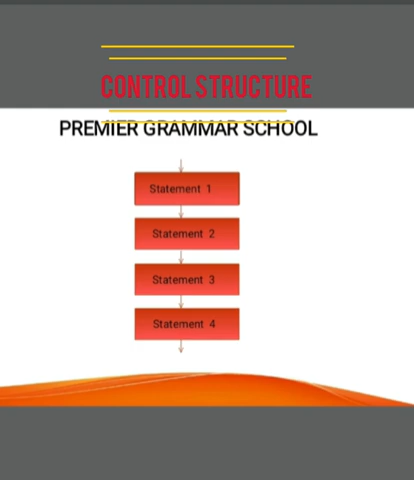 CONTROL STRUCTURE
PREMIER GRAMMAR SCHOOL
Statement 1
Statement 2
Statement 3
Statement 4